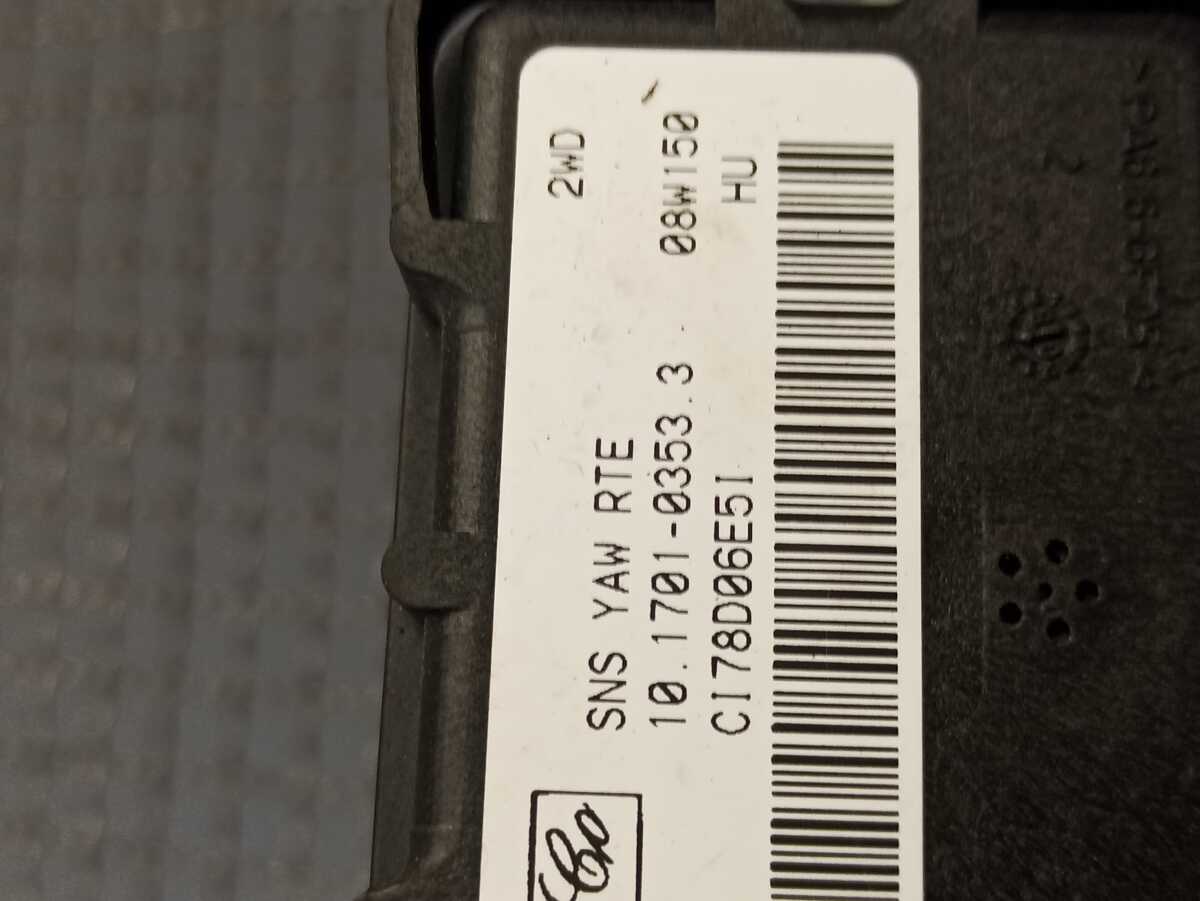 2WD
SNS YAW RTE
10.1701-0353.3 08W150
CI78D06E5I HU